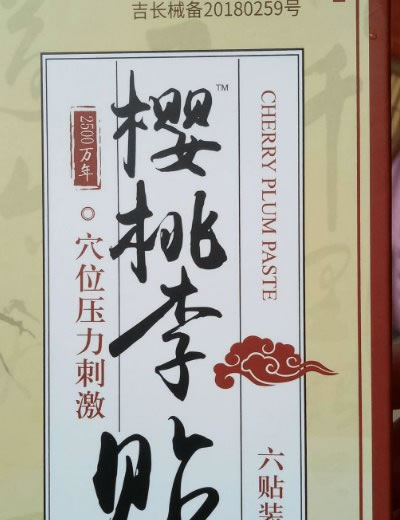 吉长械备20180259号
櫻桃李贴
TM
2500万年
穴位压力刺激
CHERRY PLUM PASTE
六贴装